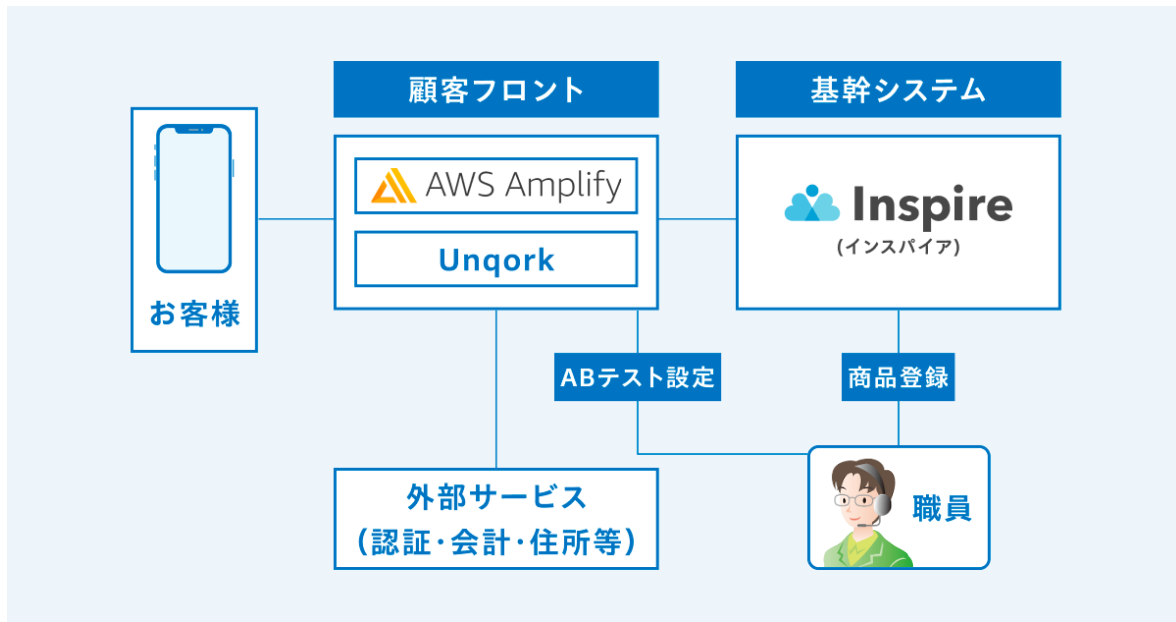 顧客フロント
基幹システム
AWS Amplify
Unqork
Inspire
(インスパイア)
お客様
ABテスト設定
商品登録
外部サービス
(認証・会計・住所等)
職員